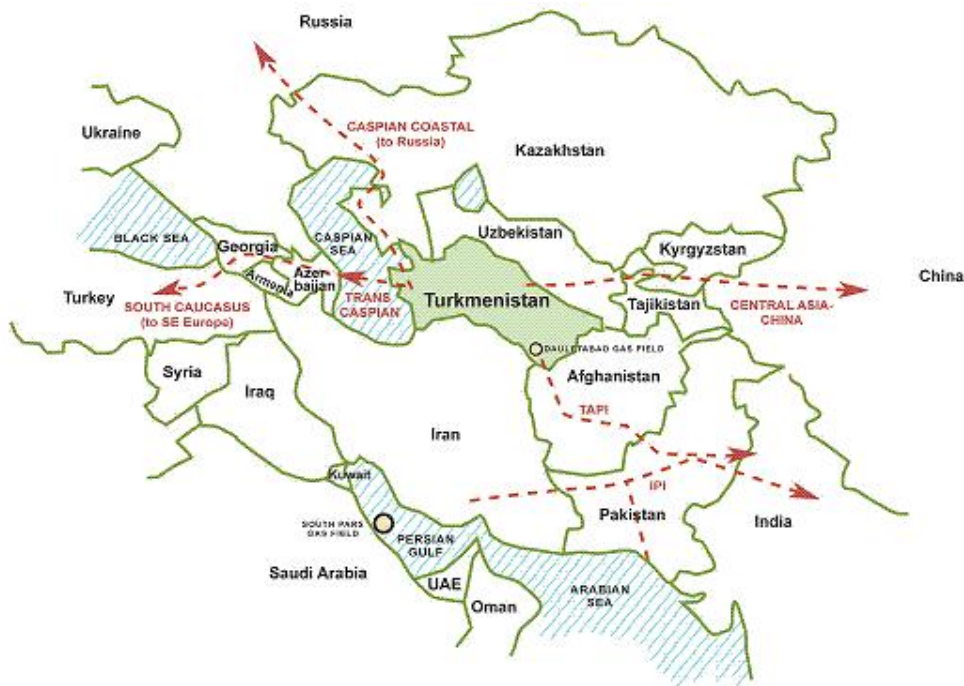 Russia
Ukraine
CASPIAN COASTAL
(to Russia)
Kazakhstan
BLACK SEA
Georgia
CASPIAN
SEA
Uzbekistan
Kyrgyzstan
Armenia
Azer-
baijan
China
Turkey
SOUTH CAUCASUS
(to SE Europe)
TRANS
CASPIAN
Turkmenistan
Tajikistan
CENTRAL ASIA-
CHINA
DAULETABAD GAS FIELD
Syria
Iraq
Afghanistan
Iran
TAPI
Kuwait
IPI
SOUTH PARS
GAS FIELD
PERSIAN
GULF
Pakistan
India
Saudi Arabia
UAE
Oman
ARABIAN
SEA